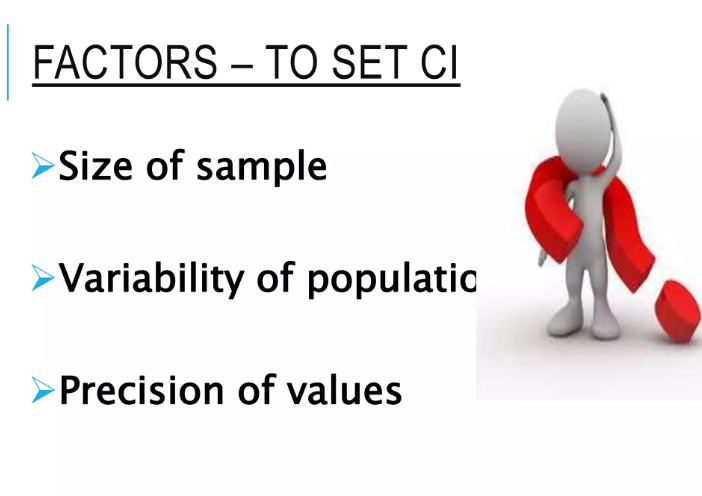 FACTORS – TO SET CI
➢Size of sample
➢Variability of populatio
➢Precision of values